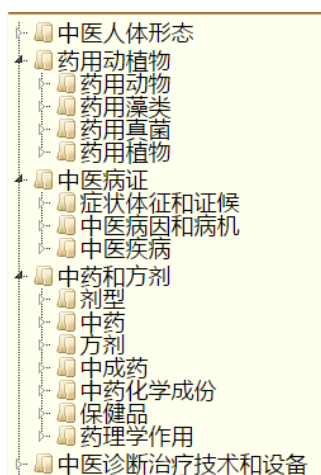 中医人体形态
药用动植物
药用动物
药用藻类
药用真菌
药用植物
中医病证
症状体征和证候
中医病因和病机
中医疾病
中药和方剂
剂型
中药
方剂
中成药
中药化学成份
保健品
药理学作用
中医诊断治疗技术和设备